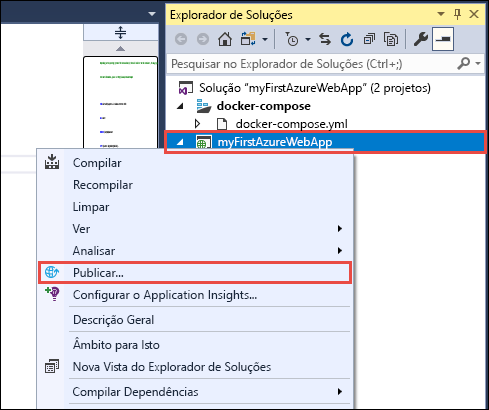 Explorador de Soluções
Pesquisar no Explorador de Soluções (Ctrl+;)
Solução "myFirstAzureWebApp" (2 projetos)
docker-compose
docker-compose.yml
myFirstAzureWebApp
Compilar
Recompilar
Limpar
Ver
Analisar
Publicar...
Configurar o Application Insights...
Descrição Geral
Âmbito para Isto
Nova Vista do Explorador de Soluções
Compilar Dependências